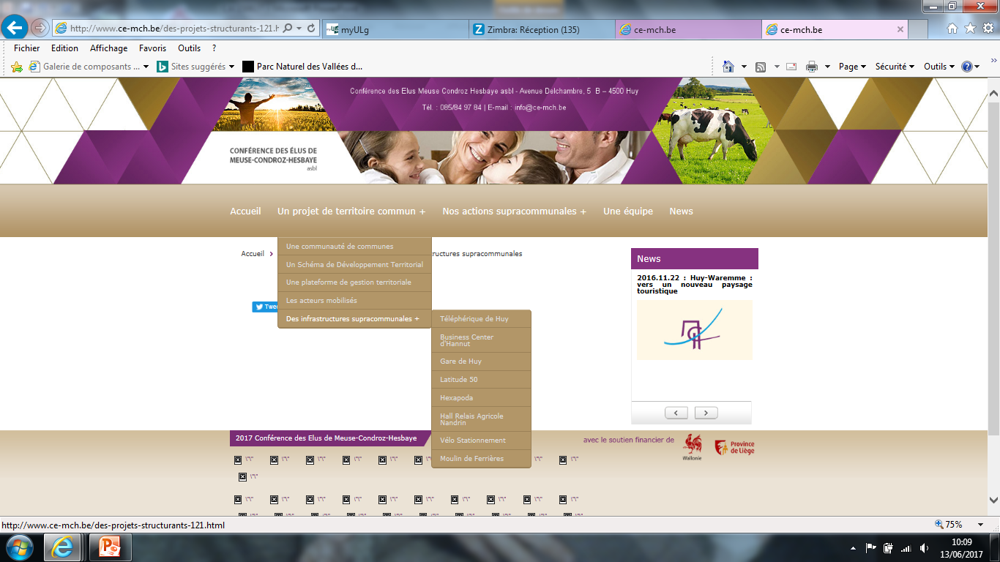 http://www.ce-mch.be/des-projets-structurants-121.h
myULg
Zimbra: Réception (135)
ce-mch.be
ce-mch.be
Fichier Edition Affichage Favoris Outils ?
Galerie de composants ...
Sites suggérés
Parc Naturel des Vallées d...
Page
Sécurité
Outils
Conférence des Elus Meuse Condroz Hesbaye asbl - Avenue Delchambre, 5 B – 4500 Huy
Tél. : 085/84 97 84 | E-mail : info@ce-mch.be
CONFÉRENCE DES ÉLUS DE
MEUSE-CONDROZ-HESBAYE
asbl
Accueil Un projet de territoire commun + Nos actions supracommunales + Une équipe News
Une communauté de communes
Un Schéma de Développement Territorial
Une plateforme de gestion territoriale
Les acteurs mobilisés
Des infrastructures supracommunales +
Téléphérique de Huy
Business Center
d'Hannut
Gare de Huy
Latitude 50
Hexapoda
Hall Relais Agricole
Nandrin
Vélo Stationnement
Moulin de Ferrières
Accueil > ructures supracommunales
Twee
News
2016.11.22 : Huy-Waremme :
vers un nouveau paysage
touristique
2017 Conférence des Elus de Meuse-Condroz-Hesbaye
avec le soutien financier de
Wallonie
Province
de Liège
http://www.ce-mch.be/des-projets-structurants-121.html
75%
10:09
13/06/2017